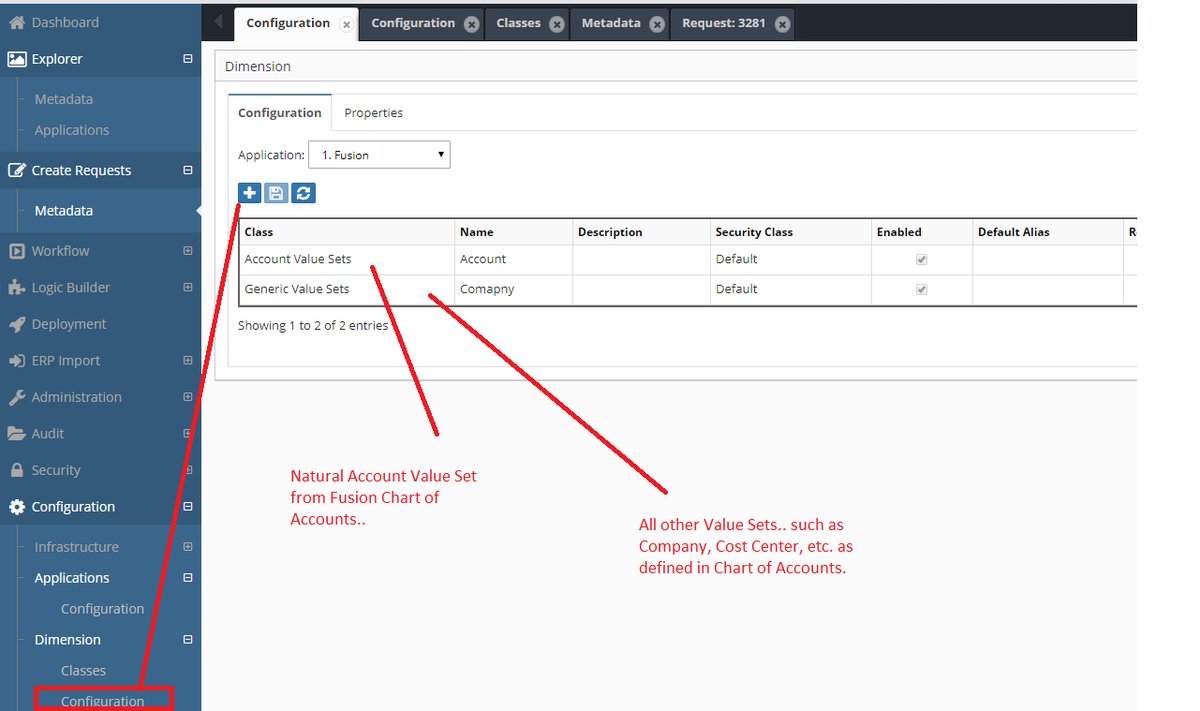 Dashboard
Explorer
Metadata
Applications
Create Requests
Metadata
Workflow
Logic Builder
Deployment
ERP Import
Administration
Audit
Security
Configuration
Infrastructure
Applications
Configuration
Dimension
Classes
Configuration
Configuration Configuration Classes Metadata Request: 3281
Dimension
Configuration Properties
Application: 1. Fusion
Class Name Description Security Class Enabled Default Alias R
Account Value Sets Account Default
Generic Value Sets Comapny Default
Showing 1 to 2 of 2 entries
Natural Account Value Set
from Fusion Chart of
Accounts..
All other Value Sets.. such as
Company, Cost Center, etc. as
defined in Chart of Accounts.